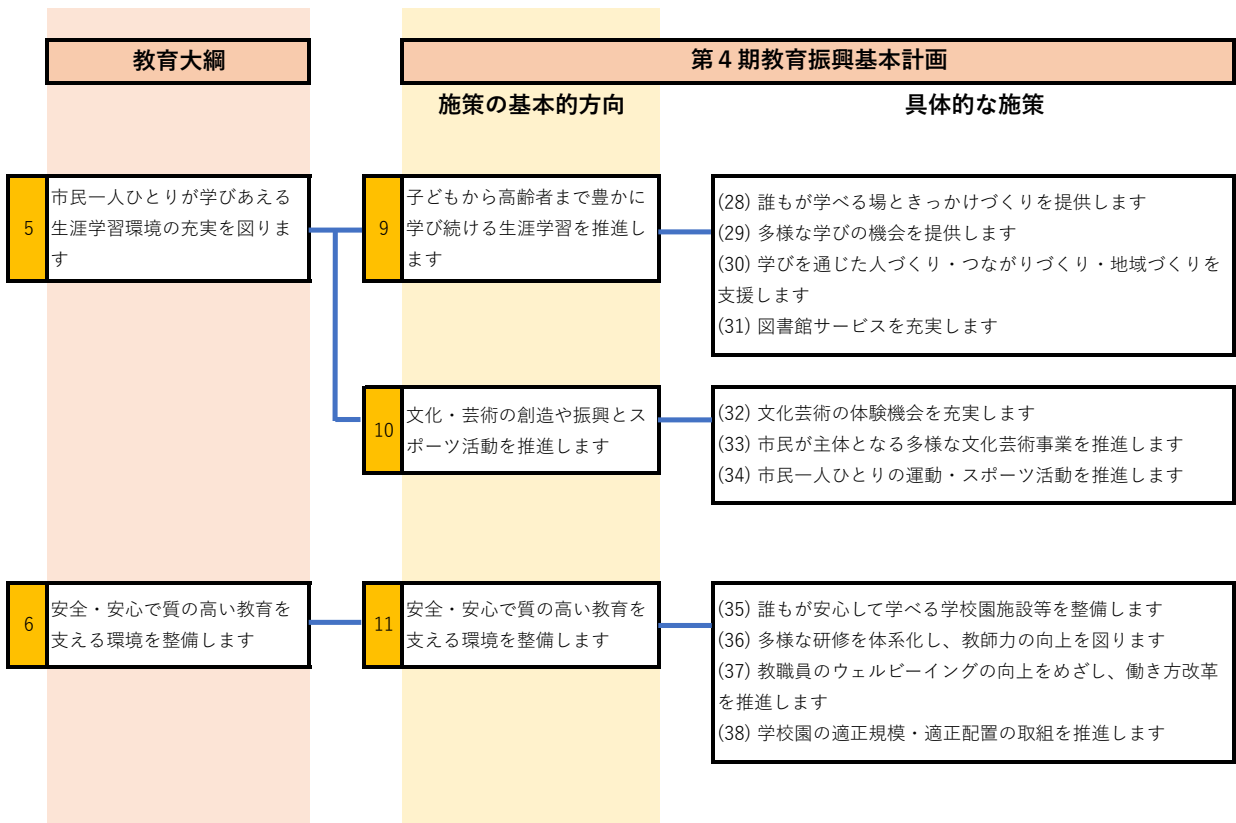 教育大綱
第4期教育振興基本計画
施策の基本的方向
具体的な施策
5
市民一人ひとりが学びあえる
生涯学習環境の充実を図りま
す
9
子どもから高齢者まで豊かに
学び続ける生涯学習を推進し
ます
(28) 誰もが学べる場ときっかけづくりを提供します
(29) 多様な学びの機会を提供します
(30) 学びを通じた人づくり・つながりづくり・地域づくりを
支援します
(31) 図書館サービスを充実します
10
文化・芸術の創造や振興とス
ポーツ活動を推進します
(32) 文化芸術の体験機会を充実します
(33) 市民が主体となる多様な文化芸術事業を推進します
(34) 市民一人ひとりの運動・スポーツ活動を推進します
6
安全・安心で質の高い教育を
支える環境を整備します
11
安全・安心で質の高い教育を
支える環境を整備します
(35) 誰もが安心して学べる学校園施設等を整備します
(36) 多様な研修を体系化し、教師力の向上を図ります
(37) 教職員のウェルビーイングの向上をめざし、働き方改革
を推進します
(38) 学校園の適正規模・適正配置の取組を推進します